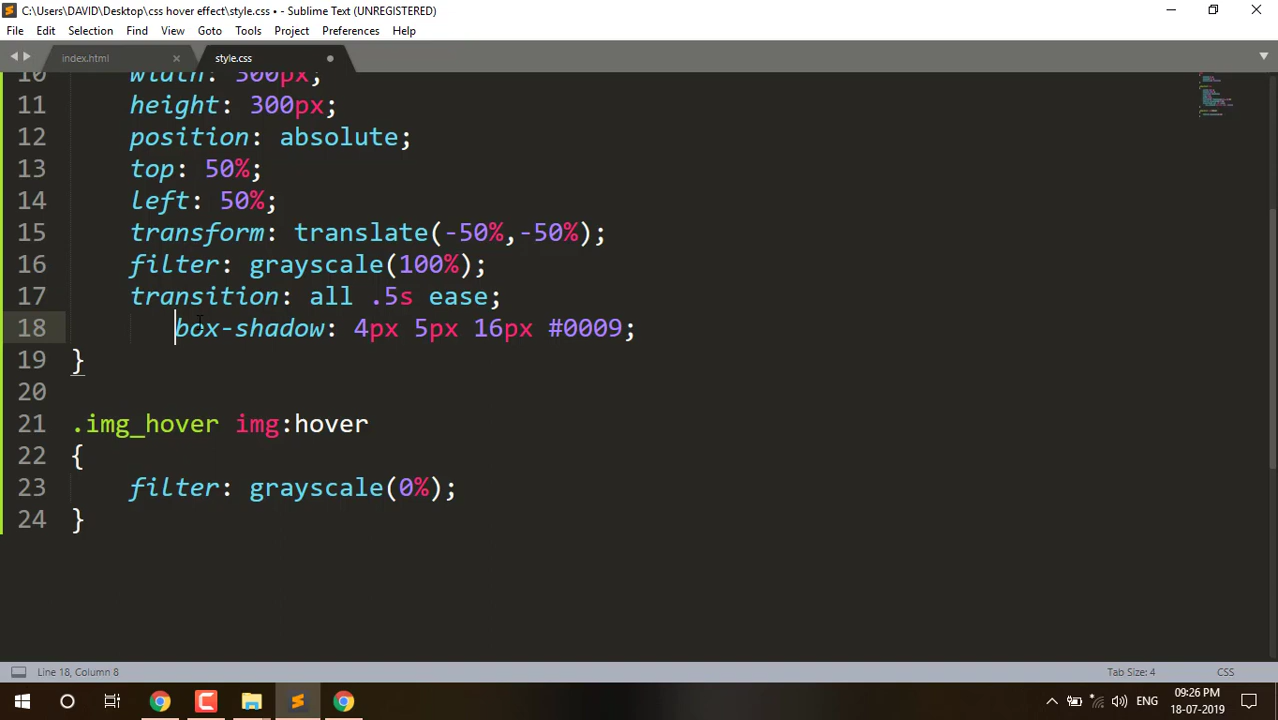 C:\Users\DAVID\Desktop\css hover effect\style.css • - Sublime Text (UNREGISTERED)
File Edit Selection Find View Goto Tools Project Preferences Help
index.html style.css
10 width: 300px;
11 height: 300px;
12 position: absolute;
13 top: 50%;
14 left: 50%;
15 transform: translate(-50%,-50%);
16 filter: grayscale(100%);
17 transition: all .5s ease;
18 box-shadow: 4px 5px 16px #0009;
19 }
20
21 .img_hover img:hover
22 {
23 filter: grayscale(0%);
24 }
Line 18, Column 8 Tab Size: 4 CSS
ENG 09:26 PM
18-07-2019